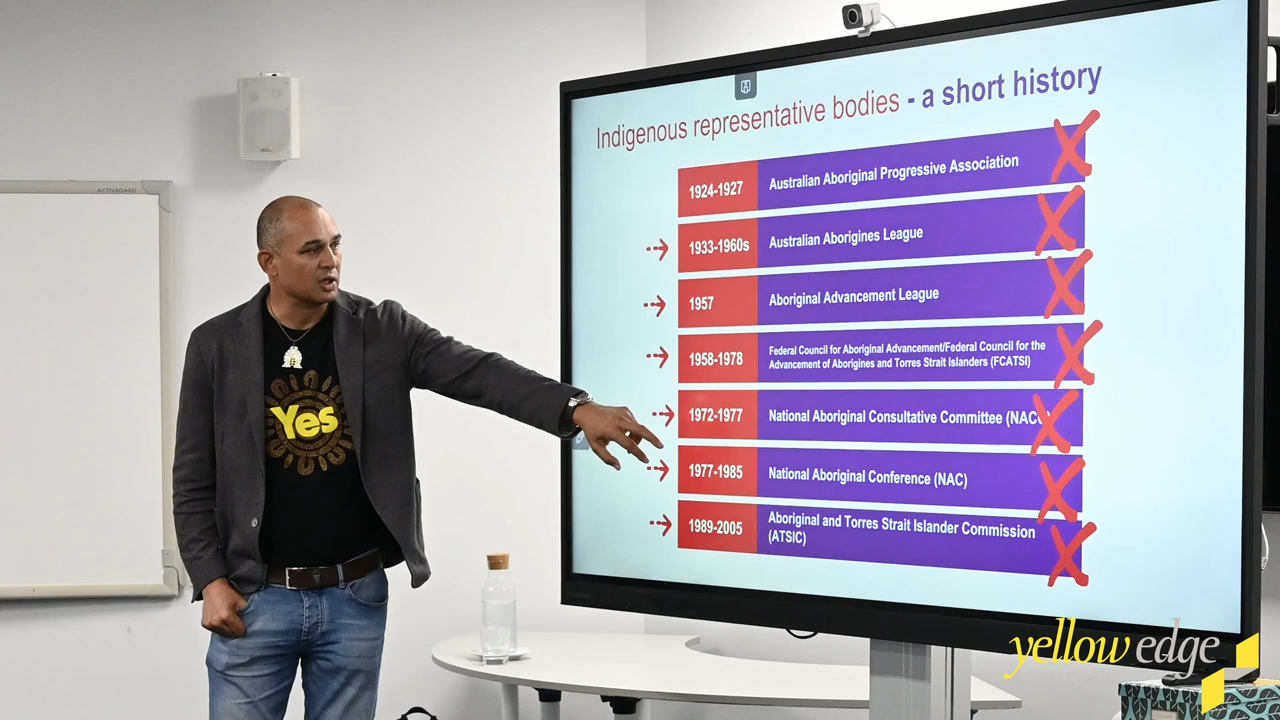 ACTIVBOARD
Indigenous representative bodies - a short history
1924-1927 Australian Aboriginal Progressive Association
1933-1960s Australian Aborigines League
1957 Aboriginal Advancement League
1958-1978 Federal Council for Aboriginal Advancement/Federal Council for the
Advancement of Aborigines and Torres Strait Islanders (FCATSI)
1972-1977 National Aboriginal Consultative Committee (NACC)
1977-1985 National Aboriginal Conference (NAC)
1989-2005 Aboriginal and Torres Strait Islander Commission
(ATSIC)
Yes
yellow edge